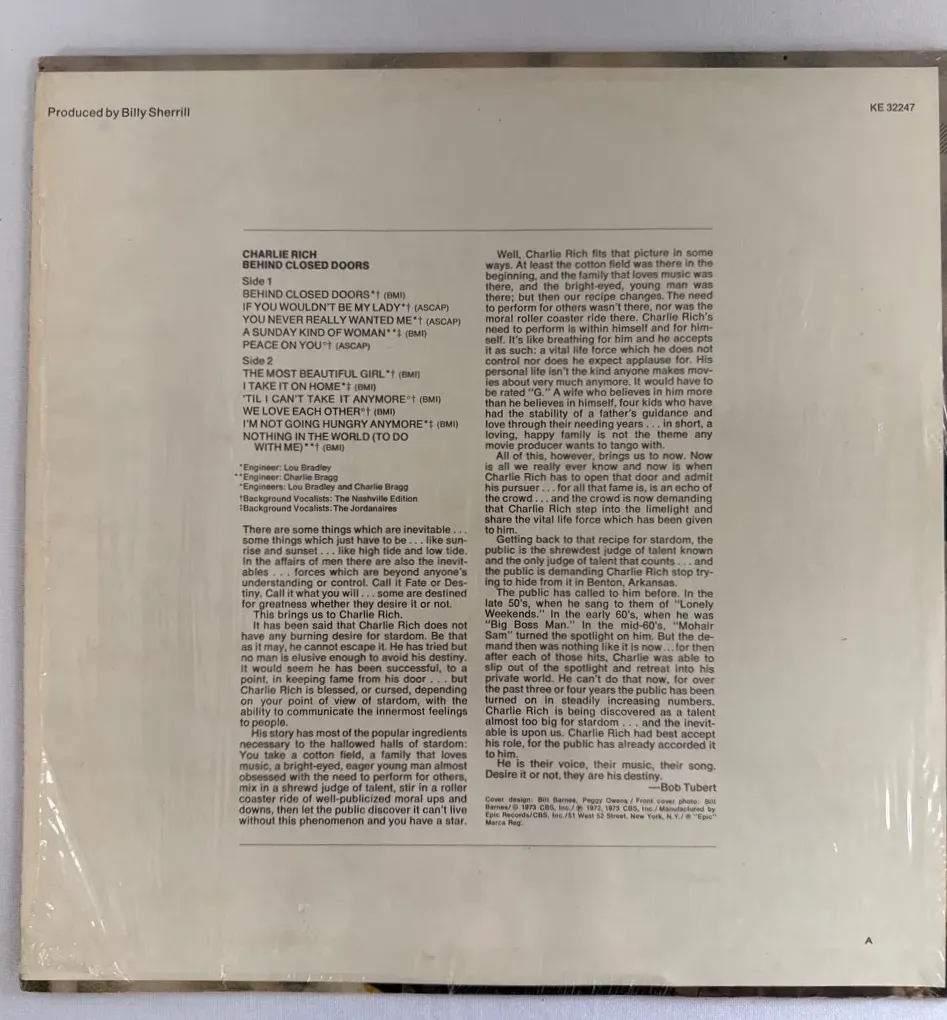 Produced by Billy Sherrill
KE 32247
CHARLIE RICH
BEHIND CLOSED DOORS
Side 1
BEHIND CLOSED DOORS*† (BMI)
IF YOU WOULDN'T BE MY LADY*† (ASCAP)
YOU NEVER REALLY WANTED ME*† (ASCAP)
A SUNDAY KIND OF WOMAN**‡ (BMI)
PEACE ON YOU°† (ASCAP)
Side 2
THE MOST BEAUTIFUL GIRL*† (BMI)
I TAKE IT ON HOME*‡ (BMI)
'TIL I CAN'T TAKE IT ANYMORE°† (BMI)
WE LOVE EACH OTHER°† (BMI)
I'M NOT GOING HUNGRY ANYMORE*‡ (BMI)
NOTHING IN THE WORLD (TO DO
WITH ME)**† (BMI)
*Engineer: Lou Bradley
**Engineer: Charlie Bragg
°Engineers: Lou Bradley and Charlie Bragg
†Background Vocalists: The Nashville Edition
‡Background Vocalists: The Jordanaires
There are some things which are inevitable . . .
some things which just have to be . . . like sun-
rise and sunset . . . like high tide and low tide.
In the affairs of men there are also the inevit-
ables . . . forces which are beyond anyone's
understanding or control. Call it Fate or Des-
tiny. Call it what you will . . . some are destined
for greatness whether they desire it or not.
This brings us to Charlie Rich.
It has been said that Charlie Rich does not
have any burning desire for stardom. Be that
as it may, he cannot escape it. He has tried but
no man is elusive enough to avoid his destiny.
It would seem he has been successful, to a
point, in keeping fame from his door . . . but
Charlie Rich is blessed, or cursed, depending
on your point of view of stardom, with the
ability to communicate the innermost feelings
to people.
His story has most of the popular ingredients
necessary to the hallowed halls of stardom:
You take a cotton field, a family that loves
music, a bright-eyed, eager young man almost
obsessed with the need to perform for others,
mix in a shrewd judge of talent, stir in a roller
coaster ride of well-publicized moral ups and
downs, then let the public discover it can't live
without this phenomenon and you have a star.
Well, Charlie Rich fits that picture in some
ways. At least the cotton field was there in the
beginning, and the family that loves music was
there, and the bright-eyed, young man was
there; but then our recipe changes. The need
to perform for others wasn't there, nor was the
moral roller coaster ride there. Charlie Rich's
need to perform is within himself and for him-
self. It's like breathing for him and he accepts
it as such: a vital life force which he does not
control nor does he expect applause for. His
personal life isn't the kind anyone makes mov-
ies about very much anymore. It would have to
be rated "G." A wife who believes in him more
than he believes in himself, four kids who have
had the stability of a father's guidance and
love through their needing years . . . in short, a
loving, happy family is not the theme any
movie producer wants to tango with.
All of this, however, brings us to now. Now
is all we really ever know and now is when
Charlie Rich has to open that door and admit
his pursuer . . . for all that fame is, is an echo of
the crowd . . . and the crowd is now demanding
that Charlie Rich step into the limelight and
share the vital life force which has been given
to him.
Getting back to that recipe for stardom, the
public is the shrewdest judge of talent known
and the only judge of talent that counts . . . and
the public is demanding Charlie Rich stop try-
ing to hide from it in Benton, Arkansas.
The public has called to him before. In the
late 50's, when he sang to them of "Lonely
Weekends." In the early 60's, when he was
"Big Boss Man." In the mid-60's, "Mohair
Sam" turned the spotlight on him. But the de-
mand then was nothing like it is now . . . for then
after each of those hits, Charlie was able to
slip out of the spotlight and retreat into his
private world. He can't do that now, for over
the past three or four years the public has been
turned on in steadily increasing numbers.
Charlie Rich is being discovered as a talent
almost too big for stardom . . . and the inevit-
able is upon us. Charlie Rich had best accept
his role, for the public has already accorded it
to him.
He is their voice, their music, their song.
Desire it or not, they are his destiny.
—Bob Tubert
Cover design: Bill Barnes, Peggy Owens / Front cover photo: Bill
Barnes/© 1973 CBS, Inc./℗ 1972, 1973 CBS, Inc./Manufactured by
Epic Records/CBS, Inc./51 West 52 Street, New York, N.Y./® "Epic"
Marca Reg.
A